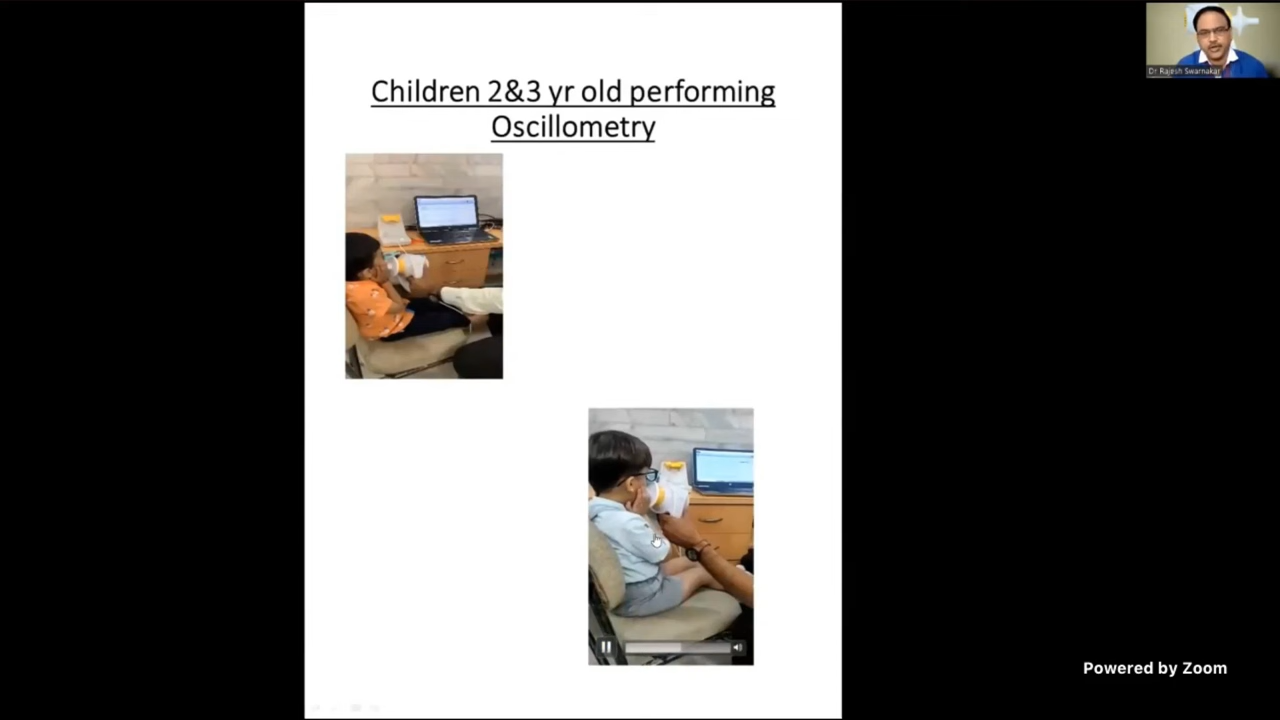 Children 2&3 yr old performing
Oscillometry
Dr Rajesh Swarnakar
Powered by Zoom